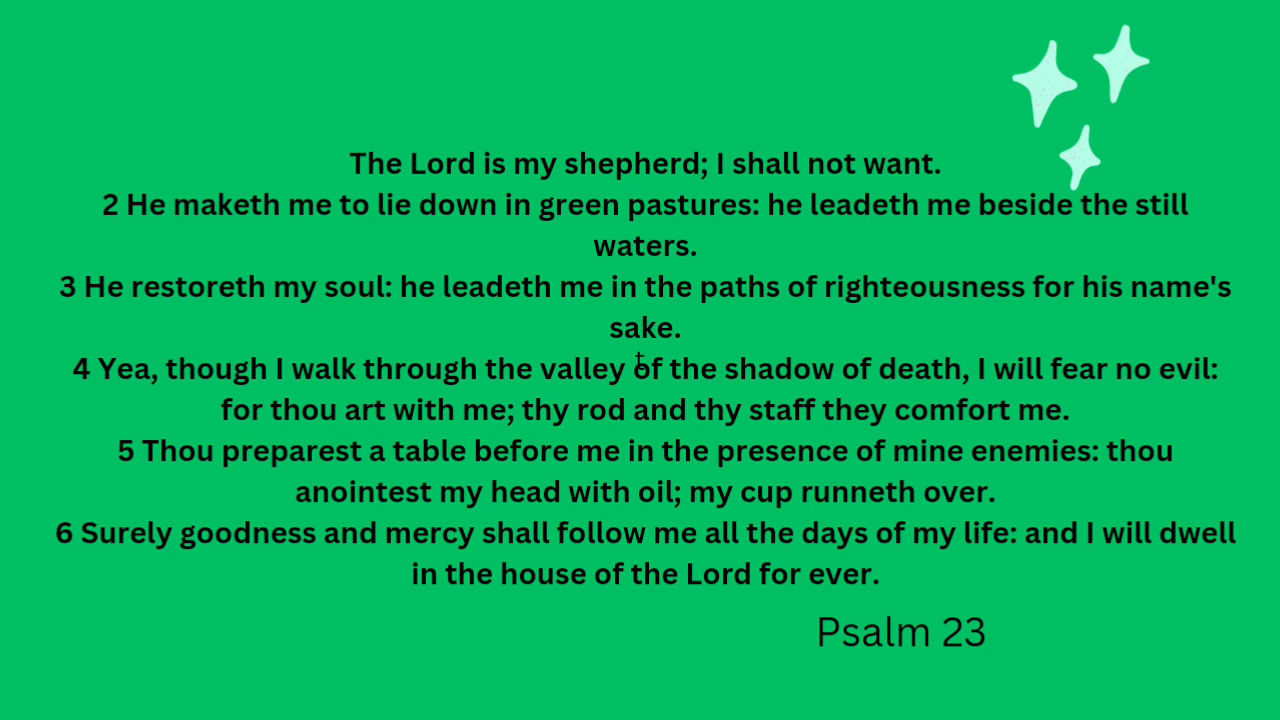 The Lord is my shepherd; I shall not want.
2 He maketh me to lie down in green pastures: he leadeth me beside the still
waters.
3 He restoreth my soul: he leadeth me in the paths of righteousness for his name's
sake.
t
4 Yea, though I walk through the valley of the shadow of death, I will fear no evil:
for thou art with me; thy rod and thy staff they comfort me.
5 Thou preparest a table before me in the presence of mine enemies: thou
anointest my head with oil; my cup runneth over.
6 Surely goodness and mercy shall follow me all the days of my life: and I will dwell
in the house of the Lord for ever.
Psalm 23